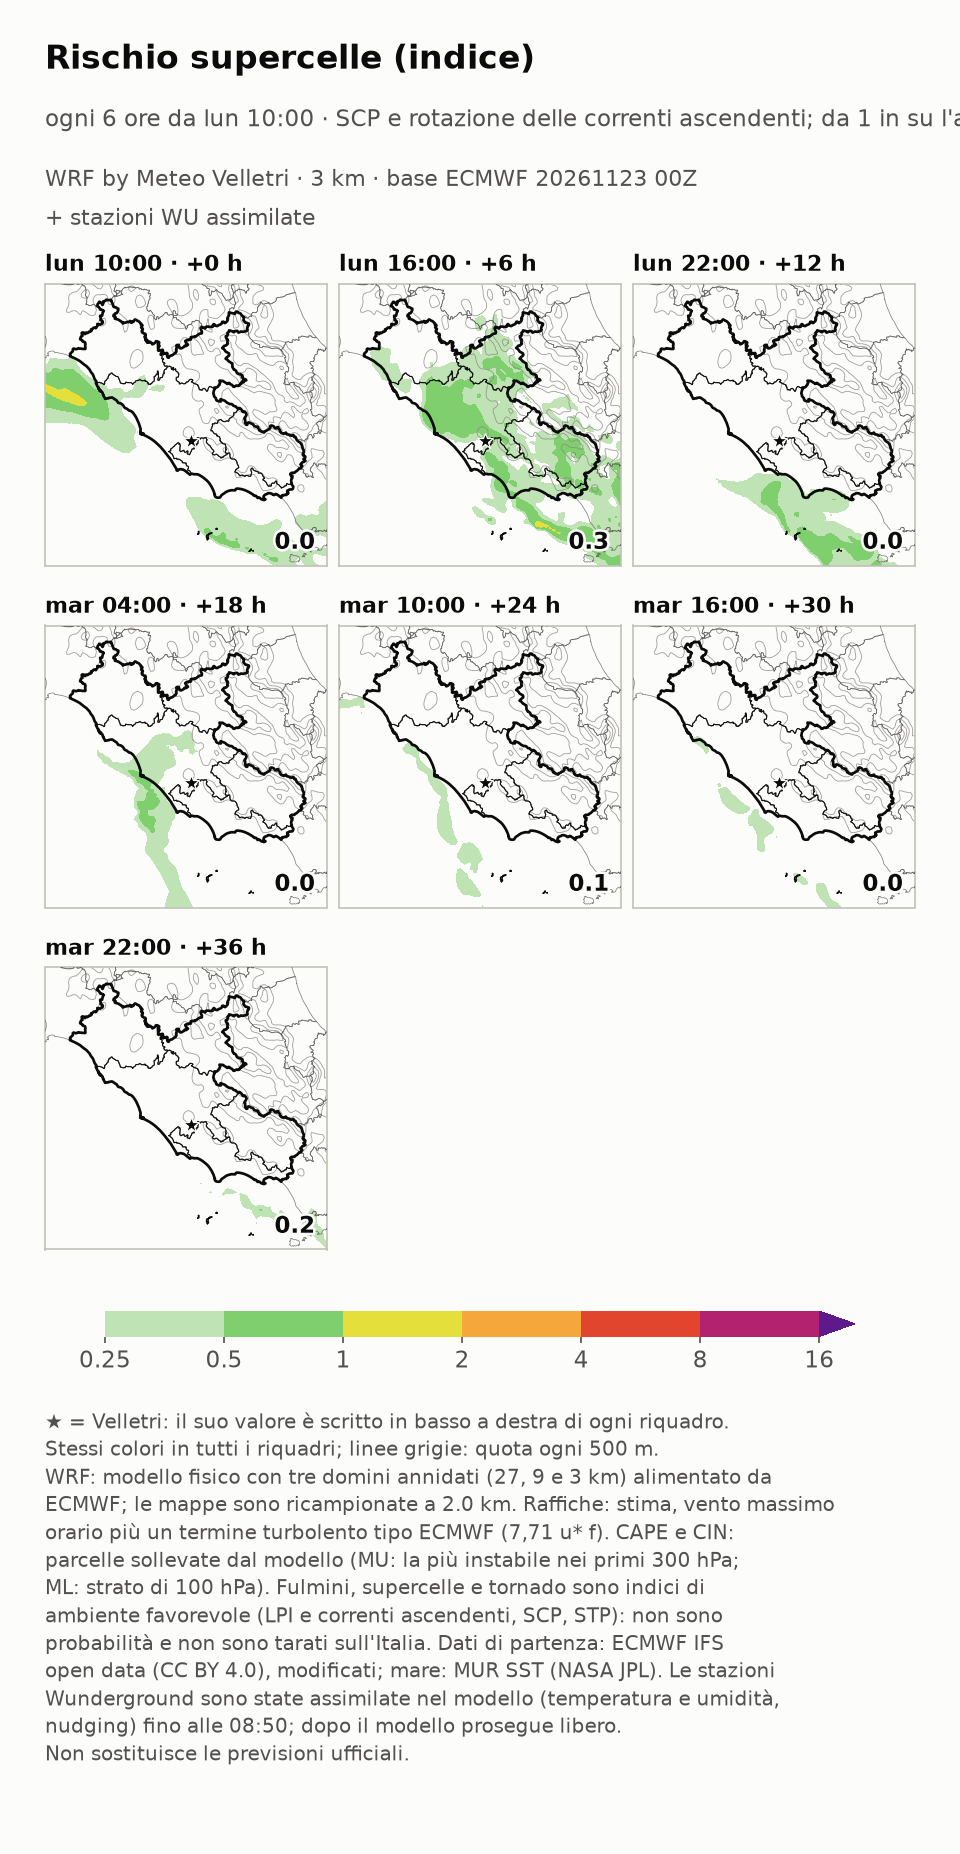 Rischio supercelle (indice)
ogni 6 ore da lun 10:00 · SCP e rotazione delle correnti ascendenti; da 1 in su l'a
WRF by Meteo Velletri · 3 km · base ECMWF 20261123 00Z
+ stazioni WU assimilate
lun 10:00 · +0 h
lun 16:00 · +6 h
lun 22:00 · +12 h
0.0
0.3
0.0
mar 04:00 · +18 h
mar 10:00 · +24 h
mar 16:00 · +30 h
0.0
0.1
0.0
mar 22:00 · +36 h
0.2
0.25
0.5
1
2
4
8
16
★ = Velletri: il suo valore è scritto in basso a destra di ogni riquadro.
Stessi colori in tutti i riquadri; linee grigie: quota ogni 500 m.
WRF: modello fisico con tre domini annidati (27, 9 e 3 km) alimentato da
ECMWF; le mappe sono ricampionate a 2.0 km. Raffiche: stima, vento massimo
orario più un termine turbolento tipo ECMWF (7,71 u* f). CAPE e CIN:
parcelle sollevate dal modello (MU: la più instabile nei primi 300 hPa;
ML: strato di 100 hPa). Fulmini, supercelle e tornado sono indici di
ambiente favorevole (LPI e correnti ascendenti, SCP, STP): non sono
probabilità e non sono tarati sull'Italia. Dati di partenza: ECMWF IFS
open data (CC BY 4.0), modificati; mare: MUR SST (NASA JPL). Le stazioni
Wunderground sono state assimilate nel modello (temperatura e umidità,
nudging) fino alle 08:50; dopo il modello prosegue libero.
Non sostituisce le previsioni ufficiali.